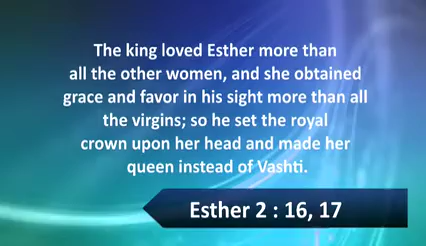 The king loved Esther more than
all the other women, and she obtained
grace and favor in his sight more than all
the virgins; so he set the royal
crown upon her head and made her
queen instead of Vashti.
Esther 2 : 16, 17